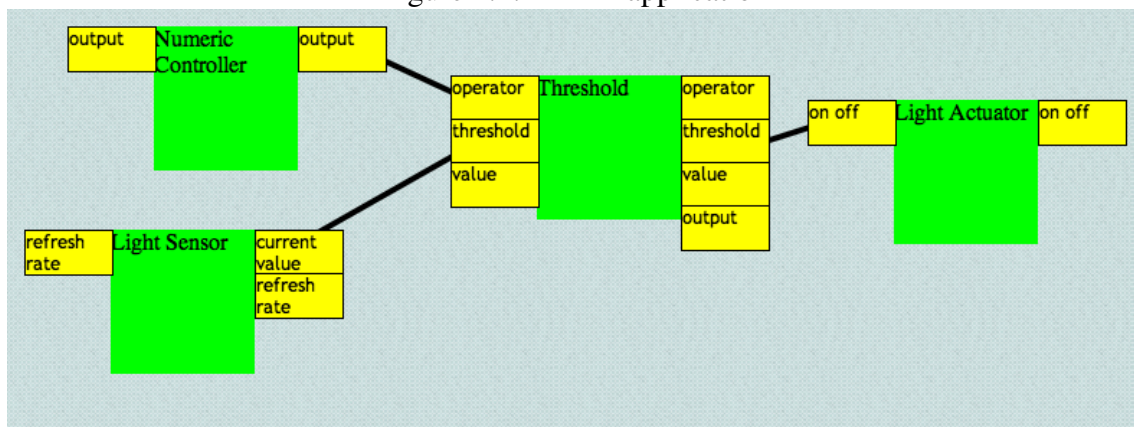 output
Numeric
Controller
output
operator
threshold
value
Threshold
operator
threshold
value
output
on off
Light Actuator
on off
refresh
rate
Light Sensor
current
value
refresh
rate